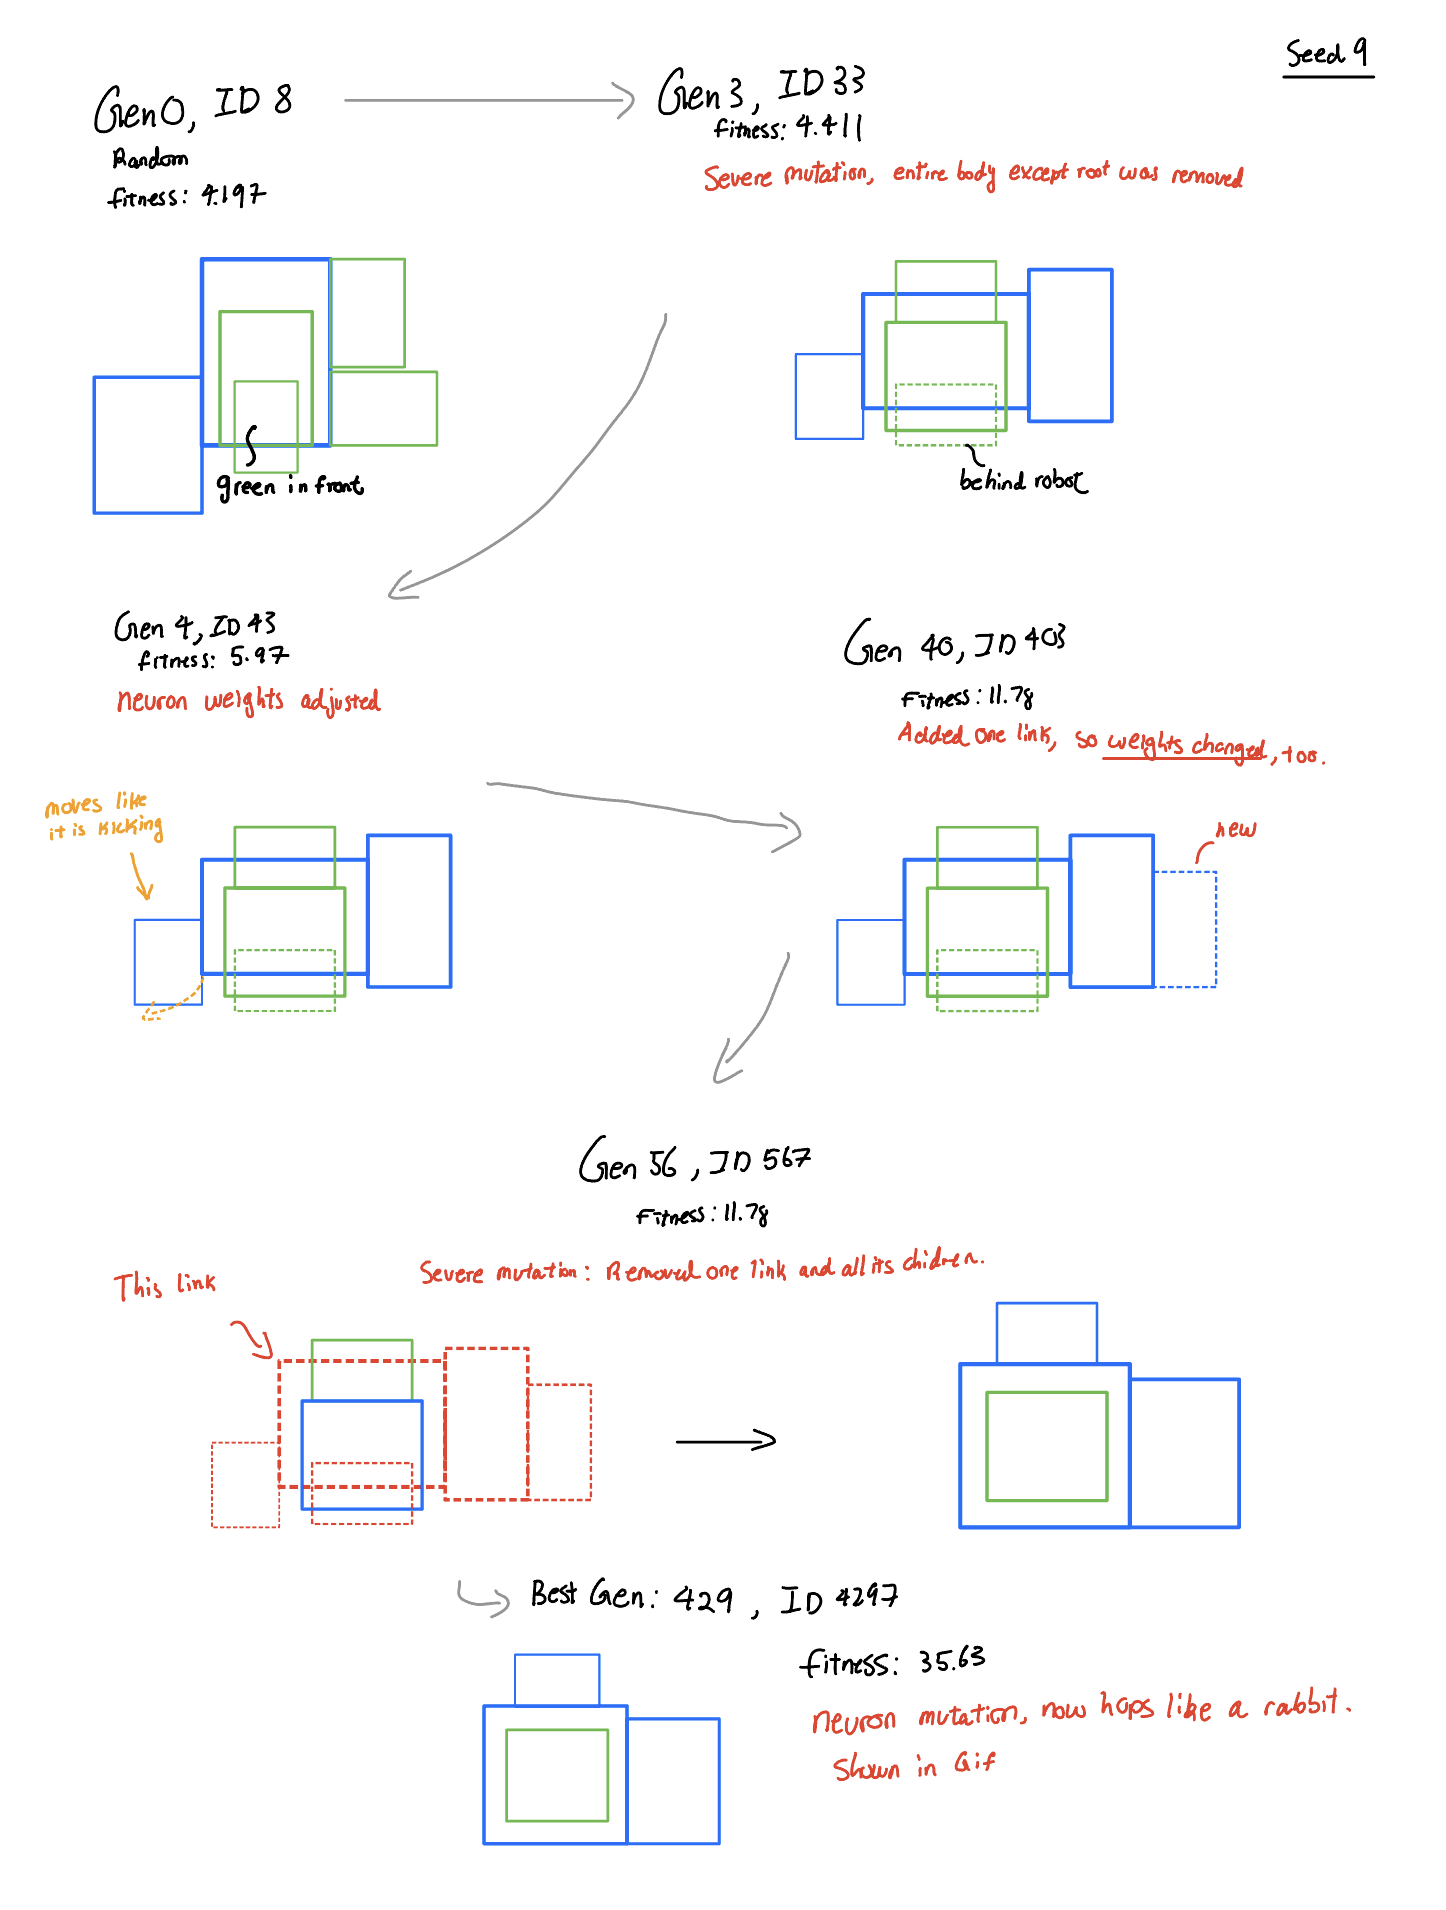 Seed 9
Gen 0, ID 8
Random
fitness: 4.197
Gen 3, ID 33
fitness: 4.411
Severe mutation, entire body except root was removed
green in front
behind robot
Gen 4, ID 43
fitness: 5.97
neuron weights adjusted
moves like
it is kicking
Gen 40, ID 403
Fitness: 11.78
Added one link, so weights changed, too.
new
Gen 56, ID 567
Fitness: 11.78
Severe mutation: Removed one link and all its children.
This link
Best Gen: 429, ID 4297
fitness: 35.63
neuron mutation, now hops like a rabbit.
Shown in Gif